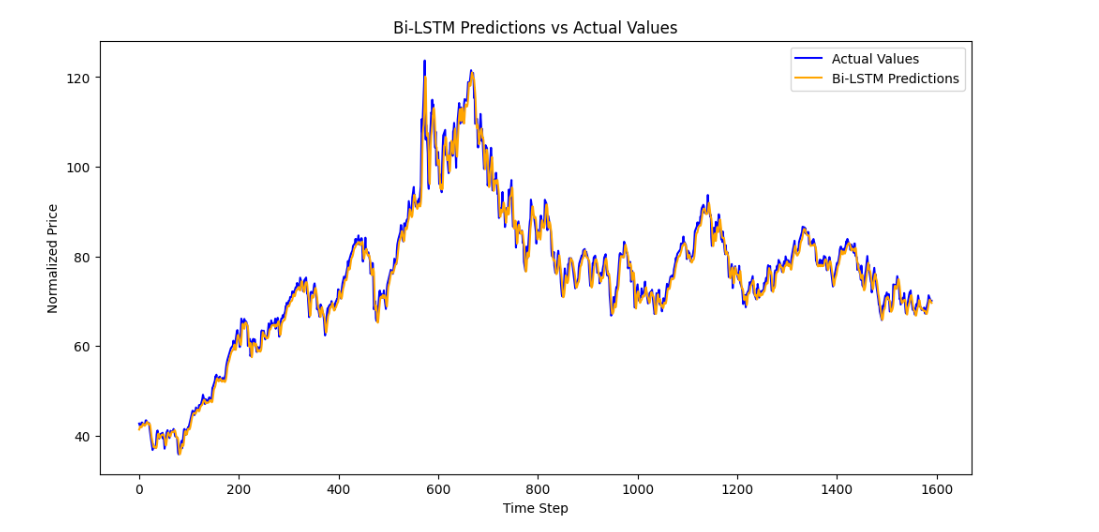 Bi-LSTM Predictions vs Actual Values
Actual Values
Bi-LSTM Predictions
120
100
80
60
40
Normalized Price
0 200 400 600 800 1000 1200 1400 1600
Time Step